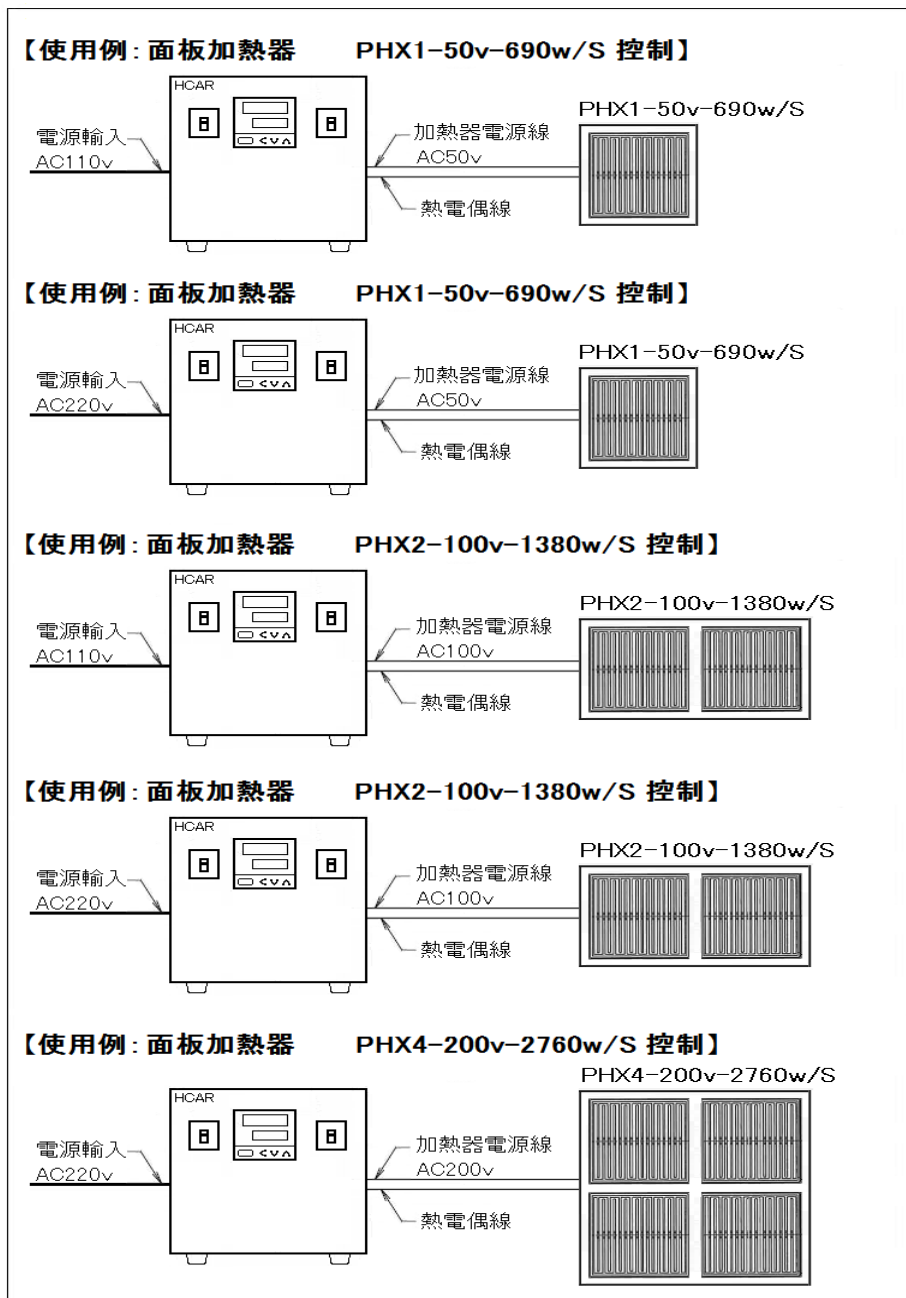 【使用例：面板加熱器 PHX1-50v-690w/S 控制】
HCAR
PHX1-50v-690w/S
電源輸入
AC110v
加熱器電源線
AC50v
熱電偶線
【使用例：面板加熱器 PHX1-50v-690w/S 控制】
HCAR
PHX1-50v-690w/S
電源輸入
AC220v
加熱器電源線
AC50v
熱電偶線
【使用例：面板加熱器 PHX2-100v-1380w/S 控制】
HCAR
PHX2-100v-1380w/S
電源輸入
AC110v
加熱器電源線
AC100v
熱電偶線
【使用例：面板加熱器 PHX2-100v-1380w/S 控制】
HCAR
PHX2-100v-1380w/S
電源輸入
AC220v
加熱器電源線
AC100v
熱電偶線
【使用例：面板加熱器 PHX4-200v-2760w/S 控制】
PHX4-200v-2760w/S
HCAR
電源輸入
AC220v
加熱器電源線
AC200v
熱電偶線